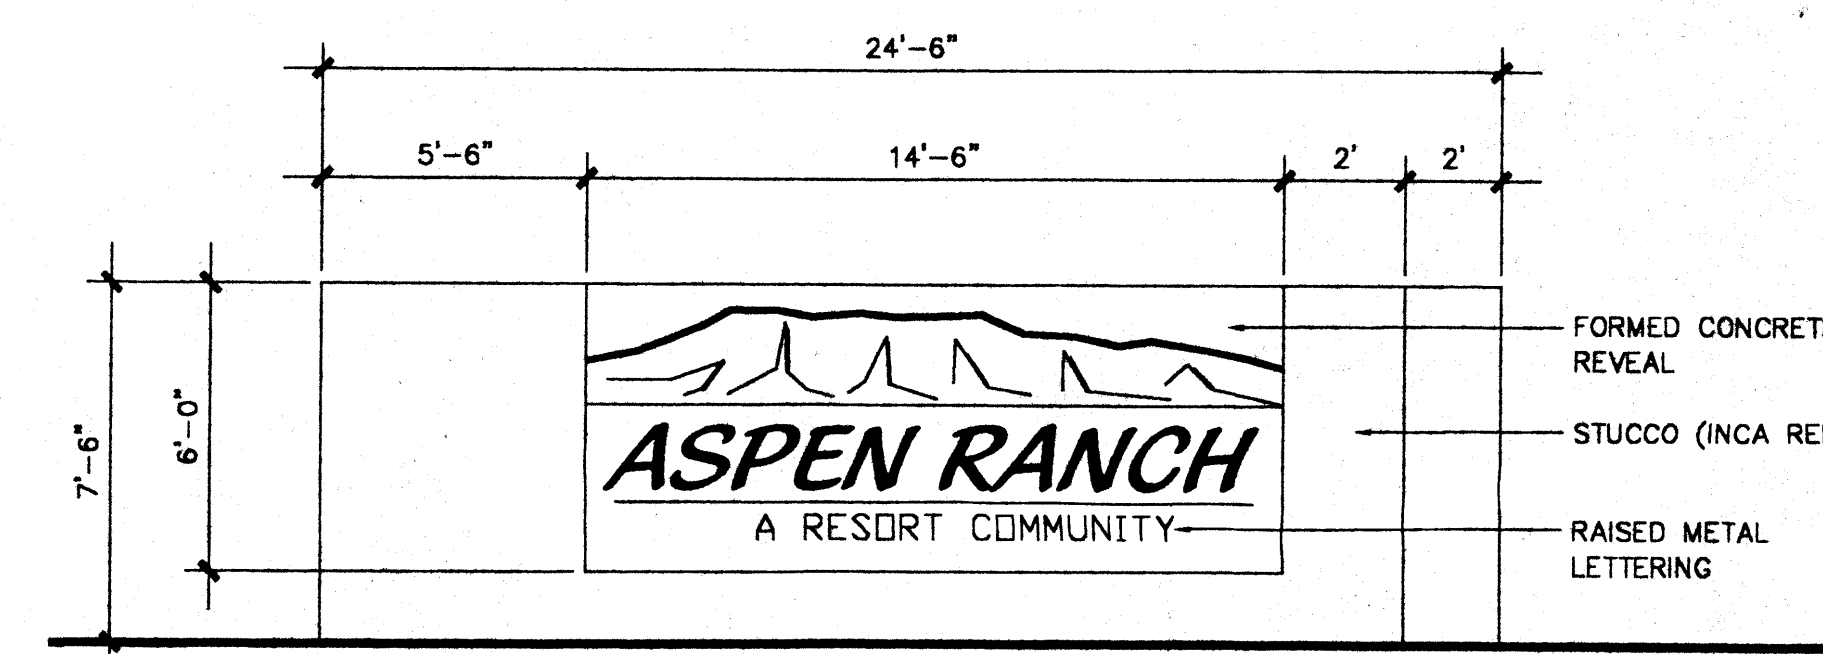 24'-6"
5'-6" 14'-6" 2' 2'
7'-6"
6'-0"
FORMED CONCRET
REVEAL
STUCCO (INCA RE
ASPEN RANCH
A RESORT COMMUNITY
RAISED METAL
LETTERING